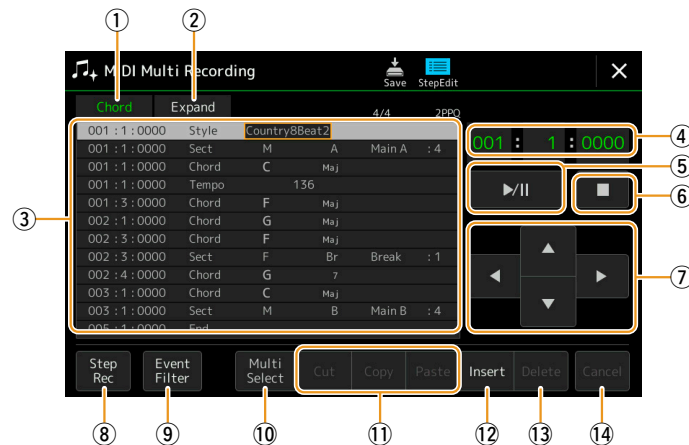 ① ②
MIDI Multi Recording Save StepEdit ×
Chord Expand 4/4 2PPQ
001 : 1 : 0000 Style Country8Beat2
001 : 1 : 0000 Sect M A Main A : 4
001 : 1 : 0000 Chord C Maj
001 : 1 : 0000 Tempo 136
001 : 3 : 0000 Chord F Maj
002 : 1 : 0000 Chord G Maj
002 : 3 : 0000 Chord F Maj
002 : 3 : 0000 Sect F Br Break : 1
002 : 4 : 0000 Chord G 7
003 : 1 : 0000 Chord C Maj
003 : 1 : 0000 Sect M B Main B : 4
005 : 1 : 0000 End
③
001 : 1 : 0000 ④
⑤
⑥
⑦
Step Rec
Event Filter
Multi Select
Cut Copy Paste Insert Delete Cancel
⑧ ⑨ ⑩ ⑪ ⑫ ⑬ ⑭